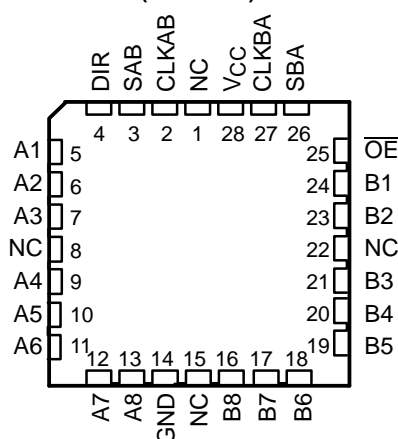 DIR SAB CLKAB NC VCC CLKBA SBA
4 3 2 1 28 27 26
A1 5 25 OE
A2 6 24 B1
A3 7 23 B2
NC 8 22 NC
A4 9 21 B3
A5 10 20 B4
A6 11 19 B5
12 13 14 15 16 17 18
A7 A8 GND NC B8 B7 B6